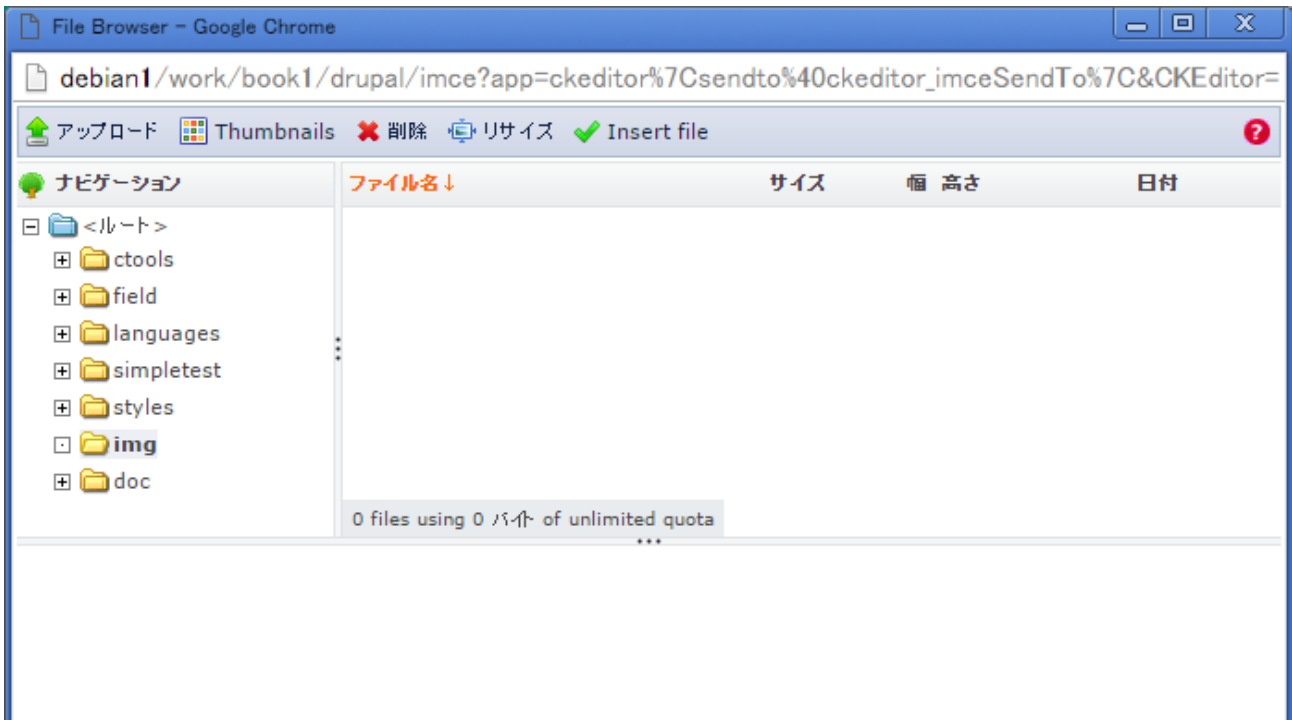 File Browser - Google Chrome
debian1/work/book1/drupal/imce?app=ckeditor%7Csendto%40ckeditor_imceSendTo%7C&CKEditor=
アップロード Thumbnails 削除 リサイズ Insert file
ナビゲーション ファイル名↓ サイズ 幅 高さ 日付
<ルート>
ctools
field
languages
simpletest
styles
img
doc
0 files using 0 バイト of unlimited quota